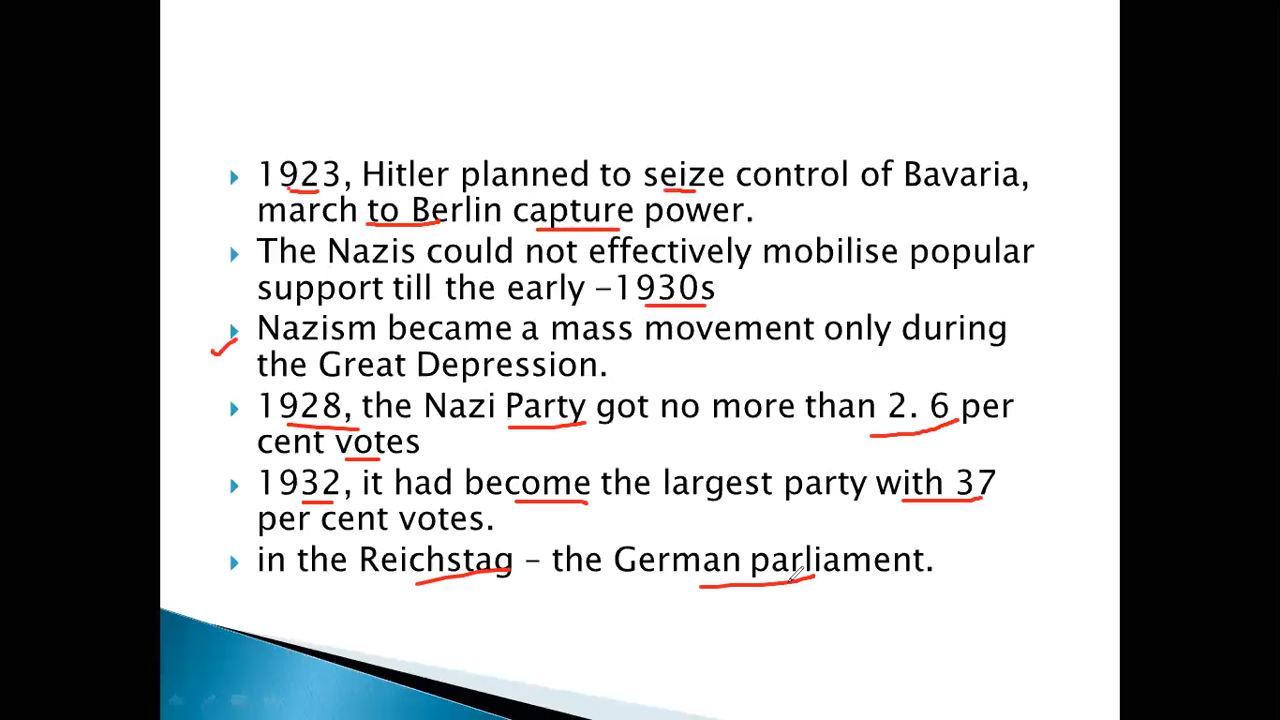 1923, Hitler planned to seize control of Bavaria,
march to Berlin capture power.
The Nazis could not effectively mobilise popular
support till the early –1930s
Nazism became a mass movement only during
the Great Depression.
1928, the Nazi Party got no more than 2. 6 per
cent votes
1932, it had become the largest party with 37
per cent votes.
in the Reichstag – the German parliament.